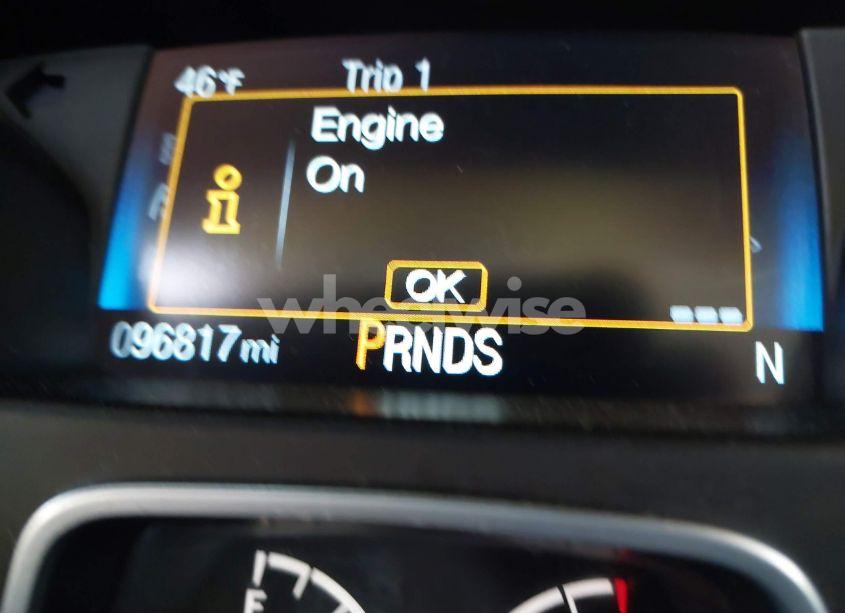 46°F Trip 1
Engine
On
OK
096817mi PRNDS N
wheelwise
F